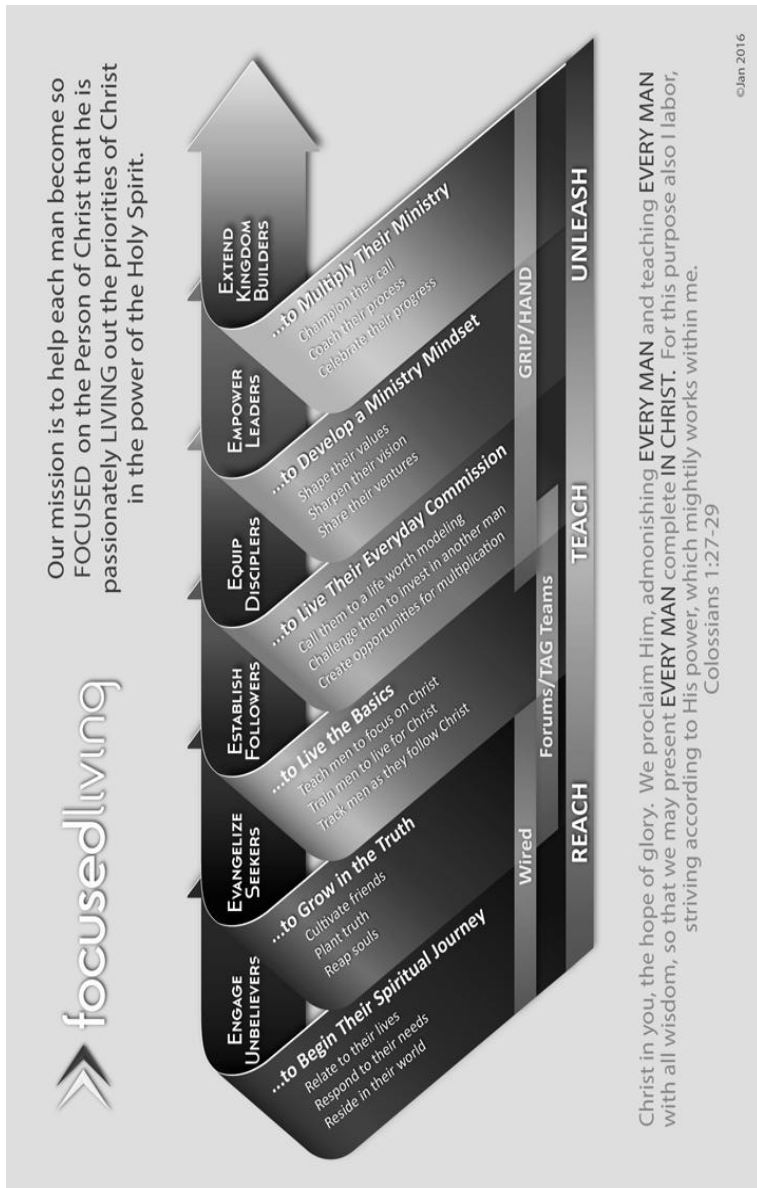 focusedliving
Our mission is to help each man become so
FOCUSED on the Person of Christ that he is
passionately LIVING out the priorities of Christ
in the power of the Holy Spirit.
ENGAGE
UNBELIEVERS
...to Begin Their Spiritual Journey
Relate to their lives
Respond to their needs
Reside in their world
EVANGELIZE
SEEKERS
...to Grow in the Truth
Cultivate friends
Plant truth
Reap souls
ESTABLISH
FOLLOWERS
...to Live the Basics
Teach men to focus on Christ
Train men to live for Christ
Track men as they follow Christ
EQUIP
DISCIPLERS
...to Live Their Everyday Commission
Call them to a life worth modeling
Challenge them to invest in another man
Create opportunities for multiplication
EMPOWER
LEADERS
...to Develop a Ministry Mindset
Shape their values
Sharpen their vision
Share their ventures
EXTEND
KINGDOM
BUILDERS
...to Multiply Their Ministry
Champion their call
Coach their process
Celebrate their progress
Wired
GRIP/HAND
Forums/TAG Teams
REACH
TEACH
UNLEASH
Christ in you, the hope of glory. We proclaim Him, admonishing EVERY MAN and teaching EVERY MAN
with all wisdom, so that we may present EVERY MAN complete IN CHRIST. For this purpose also I labor,
striving according to His power, which mightily works within me.
Colossians 1:27-29
©Jan 2016